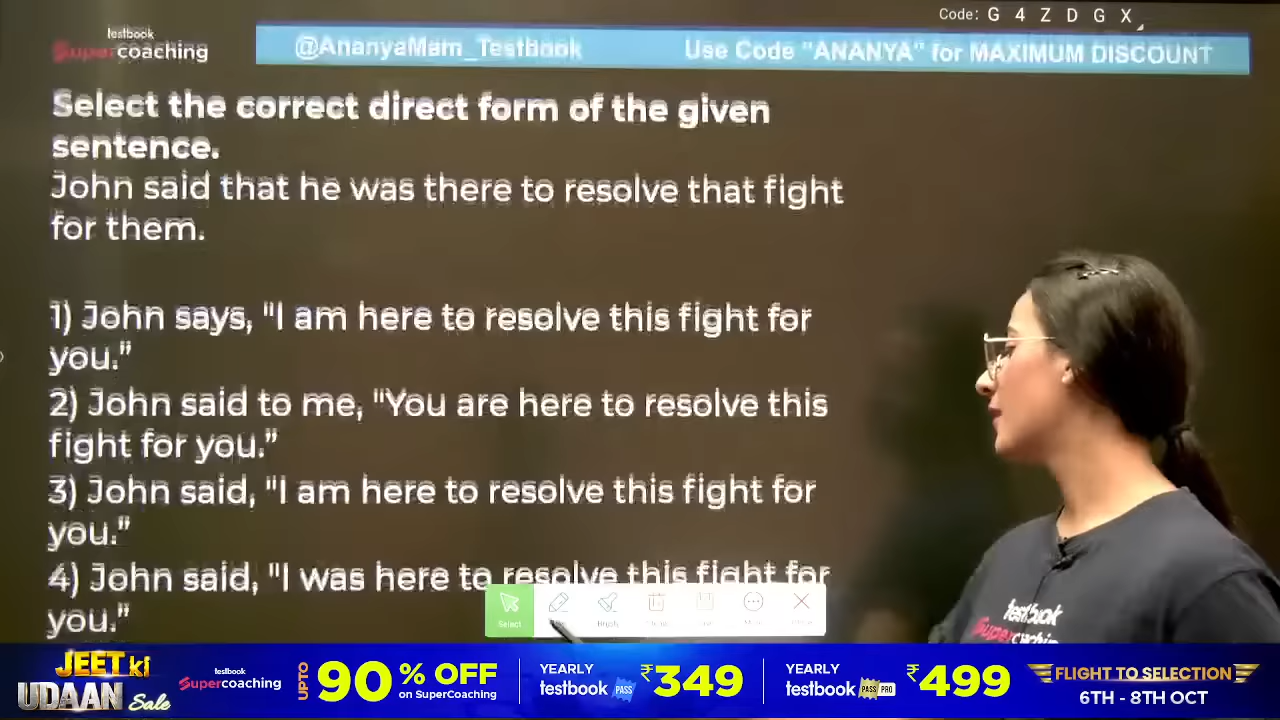 Code: G 4 Z D G X
testbook
Supercoaching
@AnanyaMam_Testbook
Use Code "ANANYA" for MAXIMUM DISCOUNT
Select the correct direct form of the given
sentence.
John said that he was there to resolve that fight
for them.
1) John says, "I am here to resolve this fight for
you."
2) John said to me, "You are here to resolve this
fight for you."
3) John said, "I am here to resolve this fight for
you."
4) John said, "I was here to resolve this fight for
you."
Select
testbook
Supercoaching
JEET ki
UDAAN Sale
testbook
Supercoaching
UPTO 90% OFF
on SuperCoaching
YEARLY
testbook PASS
₹349
YEARLY
testbook PASS PRO
₹499
FLIGHT TO SELECTION
6TH - 8TH OCT